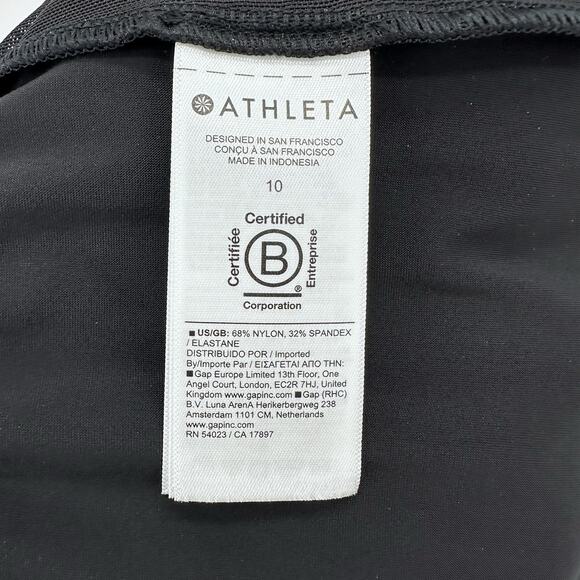 ATHLETA
DESIGNED IN SAN FRANCISCO
CONÇU À SAN FRANCISCO
MADE IN INDONESIA
10
Certified
Certifiée
B
Entreprise
®
Corporation
■ US/GB: 68% NYLON, 32% SPANDEX
/ ELASTANE
DISTRIBUIDO POR / Imported
By/Importe Par / ΕΙΣΑΓΕΤΑΙ ΑΠΟ ΤΗΝ:
■ Gap Europe Limited 13th Floor, One
Angel Court, London, EC2R 7HJ, United
Kingdom www.gapinc.com ■ Gap (RHC)
B.V. Luna ArenA Herikerbergweg 238
Amsterdam 1101 CM, Netherlands
www.gapinc.com
RN 54023 / CA 17897